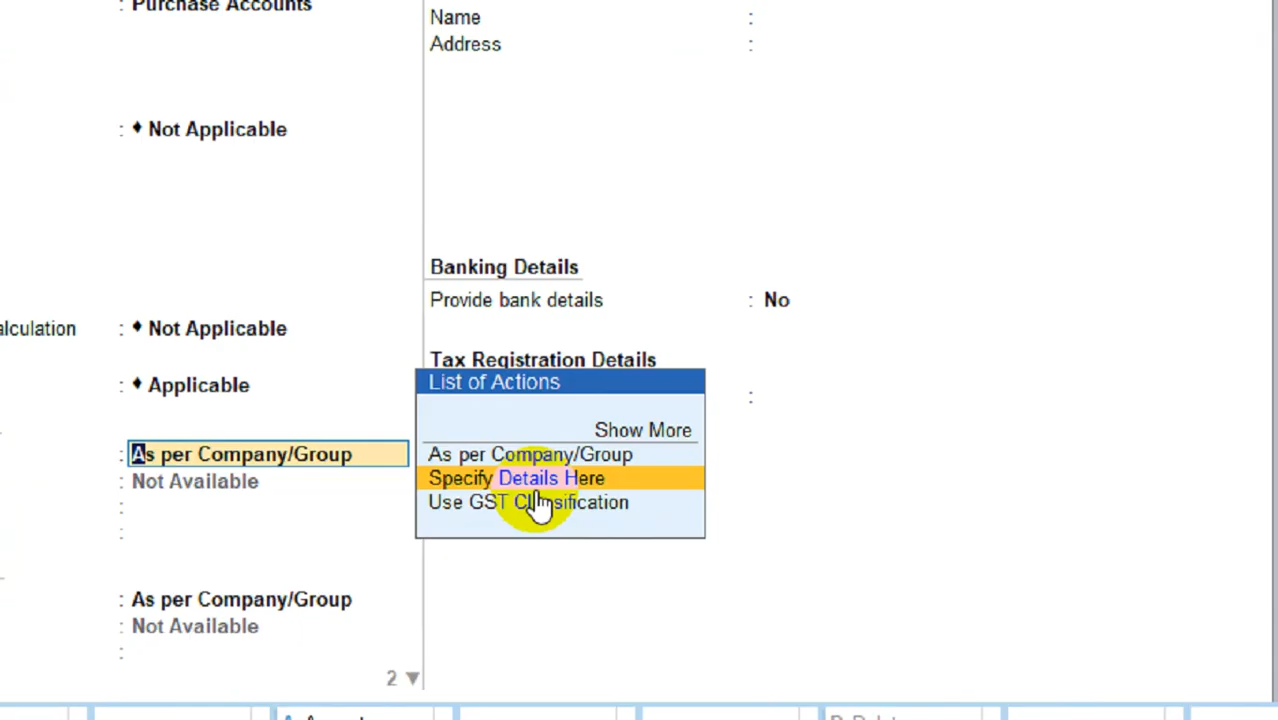 : Purchase Accounts
Name :
Address :
: ♦ Not Applicable
Banking Details
Provide bank details : No
alculation : ♦ Not Applicable
Tax Registration Details
: ♦ Applicable
:
List of Actions
Show More
: As per Company/Group
: Not Available
:
:
As per Company/Group
Specify Details Here
Use GST Classification
: As per Company/Group
: Not Available
:
2 ▼